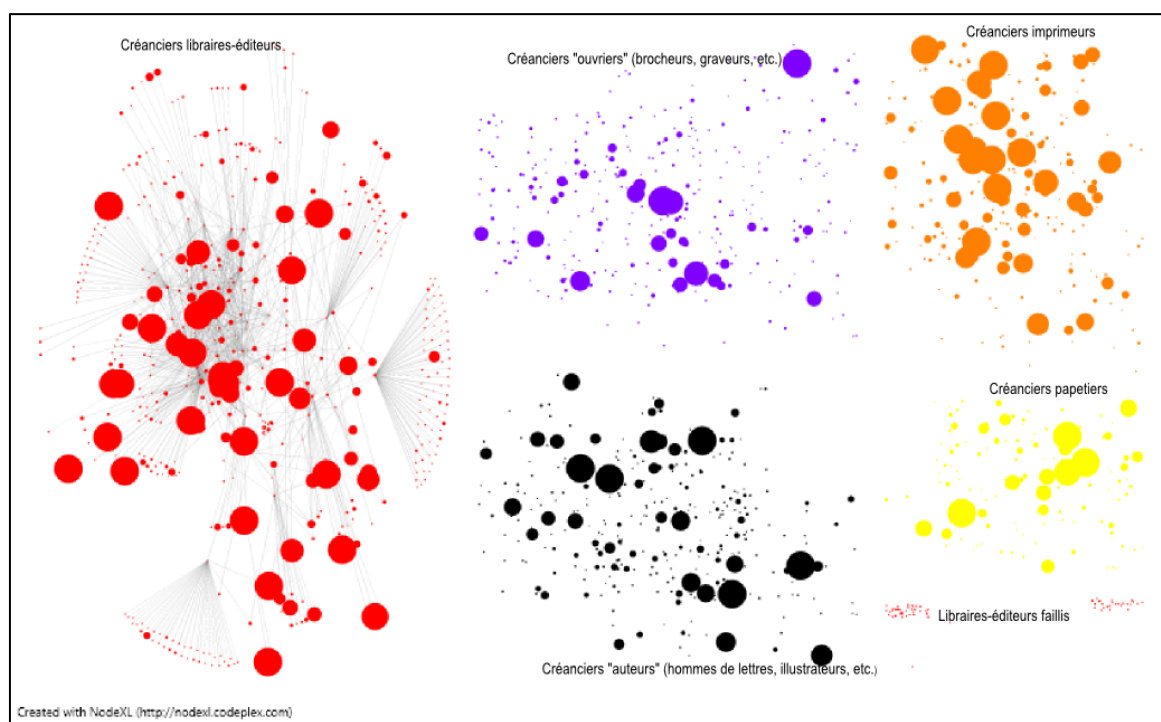 Créanciers libraires-éditeurs
Créanciers "ouvriers" (brocheurs, graveurs, etc.)
Créanciers imprimeurs
Créanciers papetiers
Libraires-éditeurs faillis
Créanciers "auteurs" (hommes de lettres, illustrateurs, etc.)
Created with NodeXL (http://nodexl.codeplex.com)